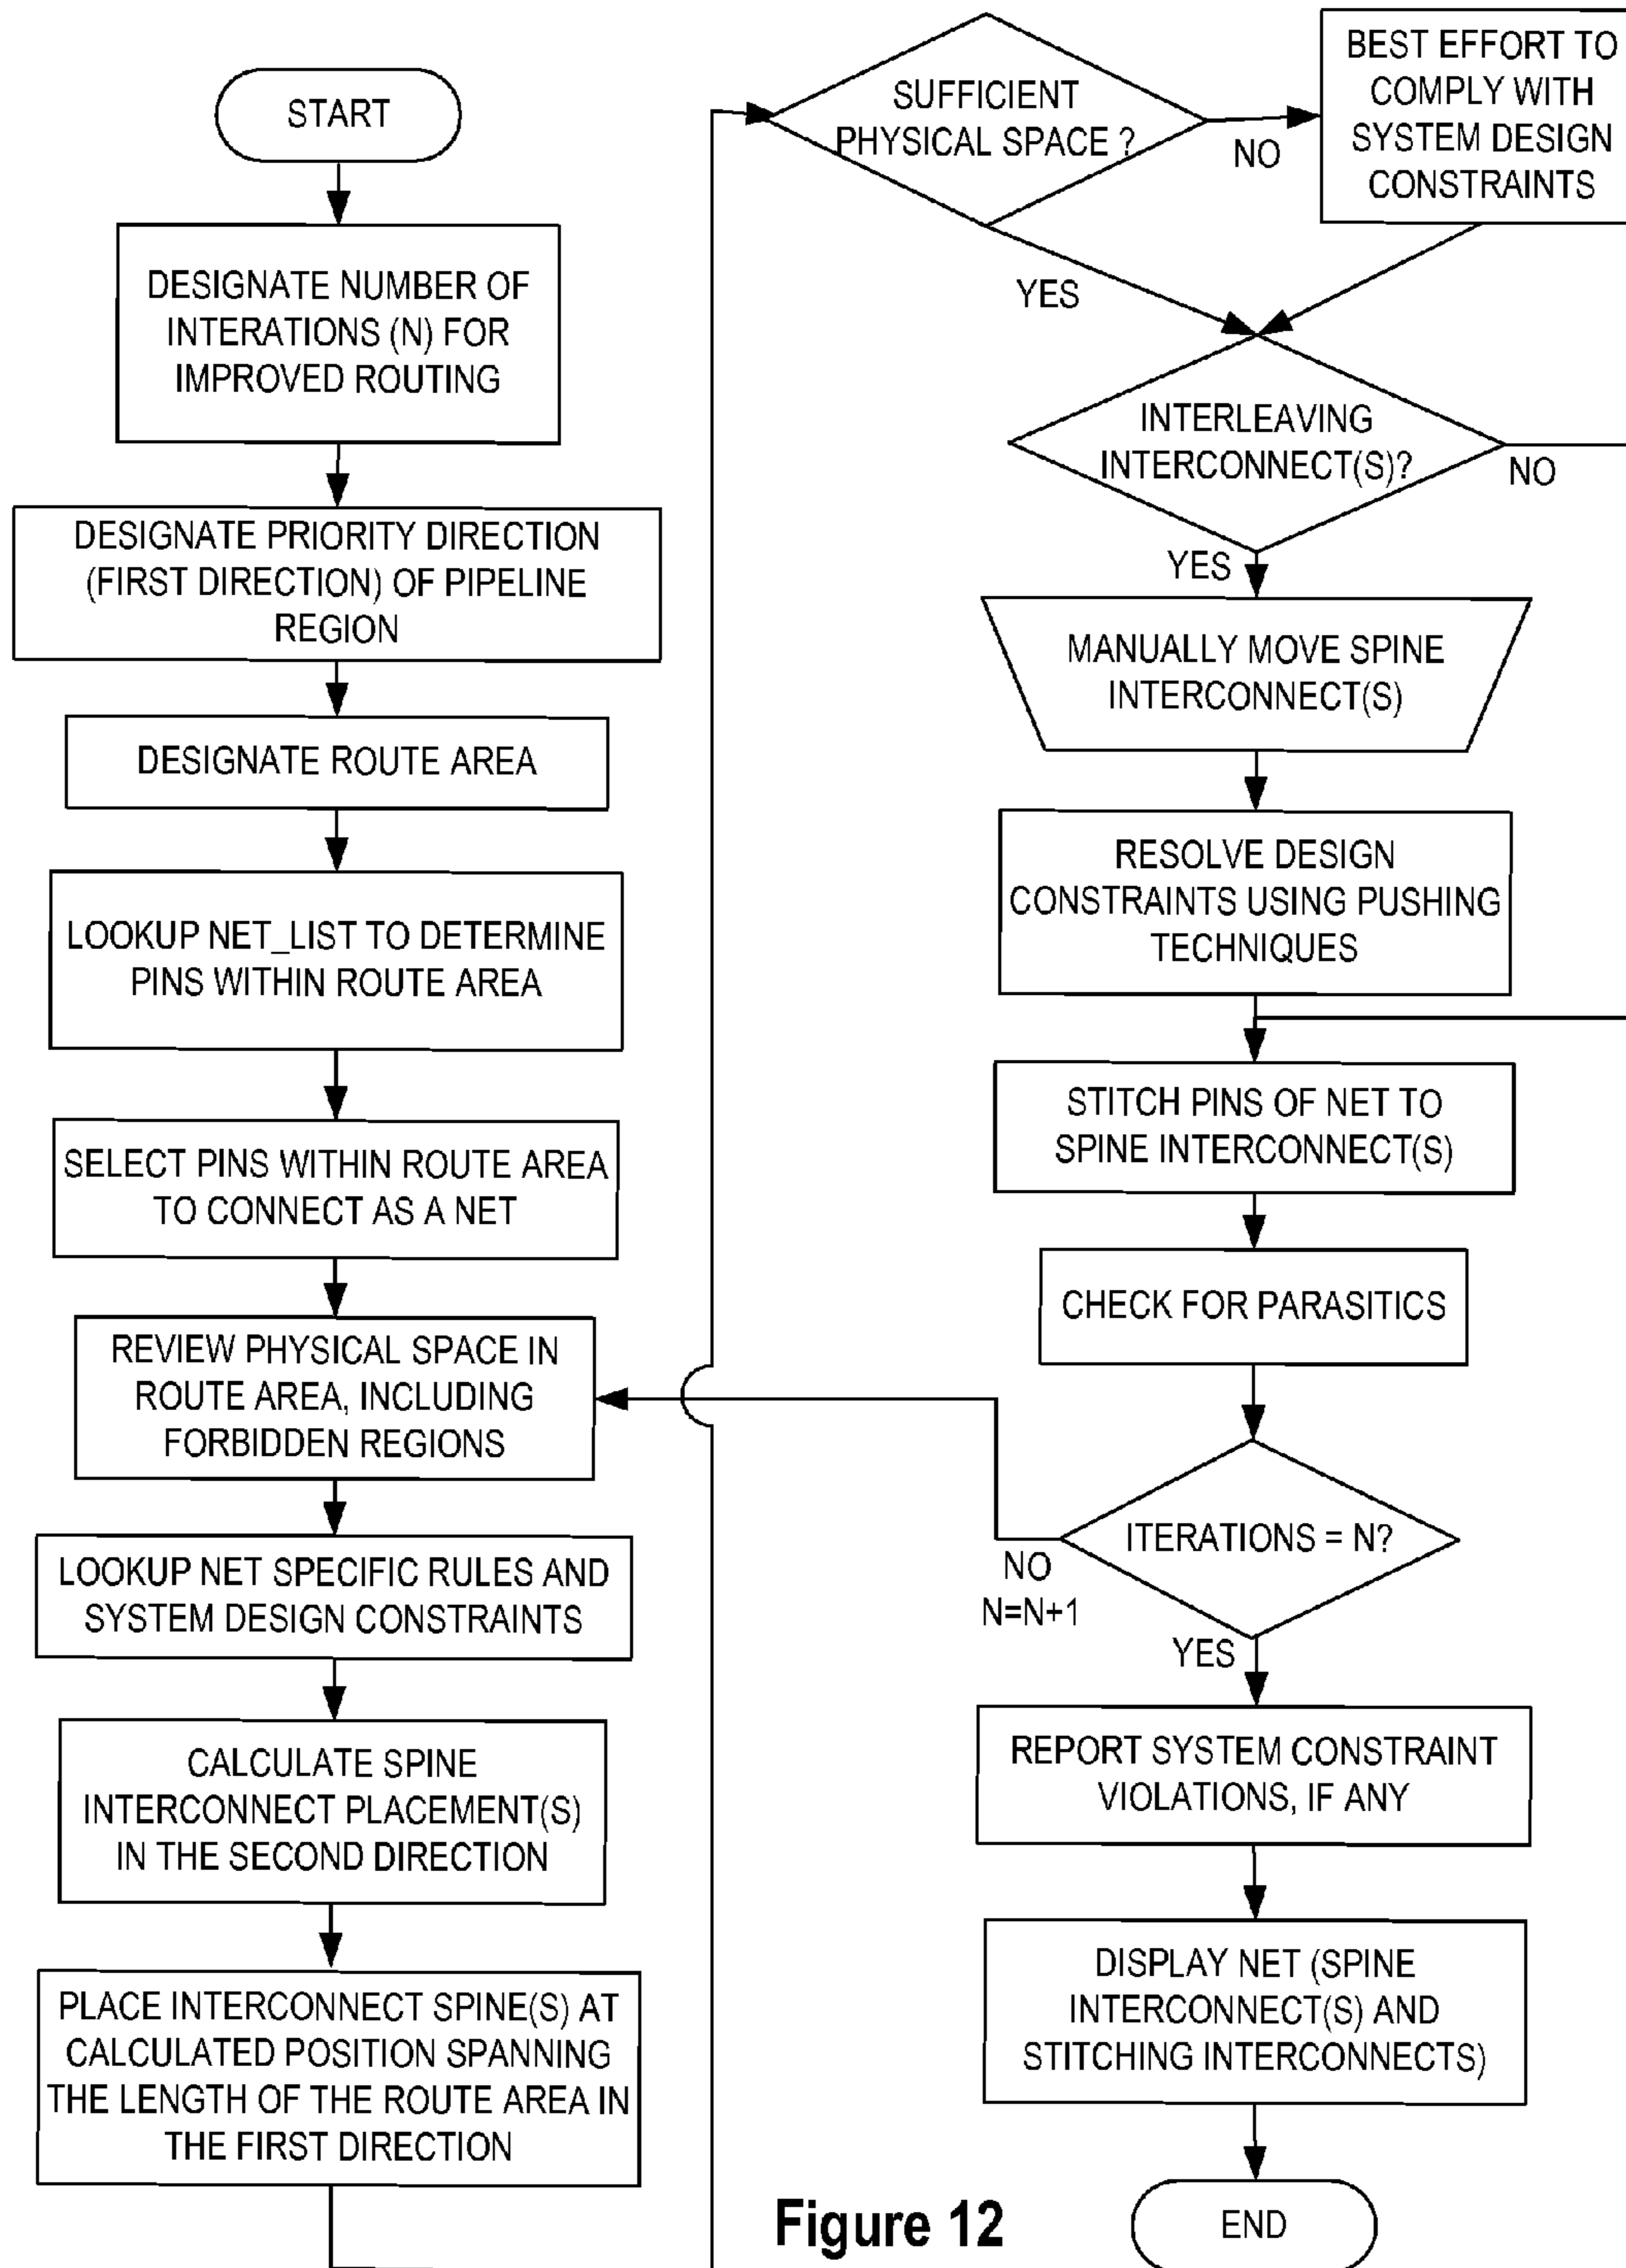 START
DESIGNATE NUMBER OF
INTERATIONS (N) FOR
IMPROVED ROUTING
DESIGNATE PRIORITY DIRECTION
(FIRST DIRECTION) OF PIPELINE
REGION
DESIGNATE ROUTE AREA
LOOKUP NET_LIST TO DETERMINE
PINS WITHIN ROUTE AREA
SELECT PINS WITHIN ROUTE AREA
TO CONNECT AS A NET
REVIEW PHYSICAL SPACE IN
ROUTE AREA, INCLUDING
FORBIDDEN REGIONS
LOOKUP NET SPECIFIC RULES AND
SYSTEM DESIGN CONSTRAINTS
CALCULATE SPINE
INTERCONNECT PLACEMENT(S)
IN THE SECOND DIRECTION
PLACE INTERCONNECT SPINE(S) AT
CALCULATED POSITION SPANNING
THE LENGTH OF THE ROUTE AREA IN
THE FIRST DIRECTION
SUFFICIENT
PHYSICAL SPACE ?
NO
BEST EFFORT TO
COMPLY WITH
SYSTEM DESIGN
CONSTRAINTS
YES
INTERLEAVING
INTERCONNECT(S)?
NO
YES
MANUALLY MOVE SPINE
INTERCONNECT(S)
RESOLVE DESIGN
CONSTRAINTS USING PUSHING
TECHNIQUES
STITCH PINS OF NET TO
SPINE INTERCONNECT(S)
CHECK FOR PARASITICS
ITERATIONS = N?
NO
N=N+1
YES
REPORT SYSTEM CONSTRAINT
VIOLATIONS, IF ANY
DISPLAY NET (SPINE
INTERCONNECT(S) AND
STITCHING INTERCONNECTS)
END
Figure 12